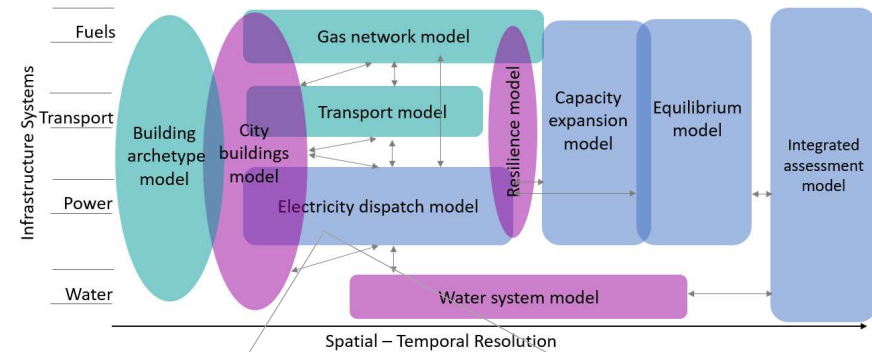 Infrastructure Systems
Fuels
Transport
Power
Water
Building
archetype
model
City
buildings
model
Gas network model
Transport model
Electricity dispatch model
Resilience model
Capacity
expansion
model
Equilibrium
model
Integrated
assessment
model
Water system model
Spatial – Temporal Resolution